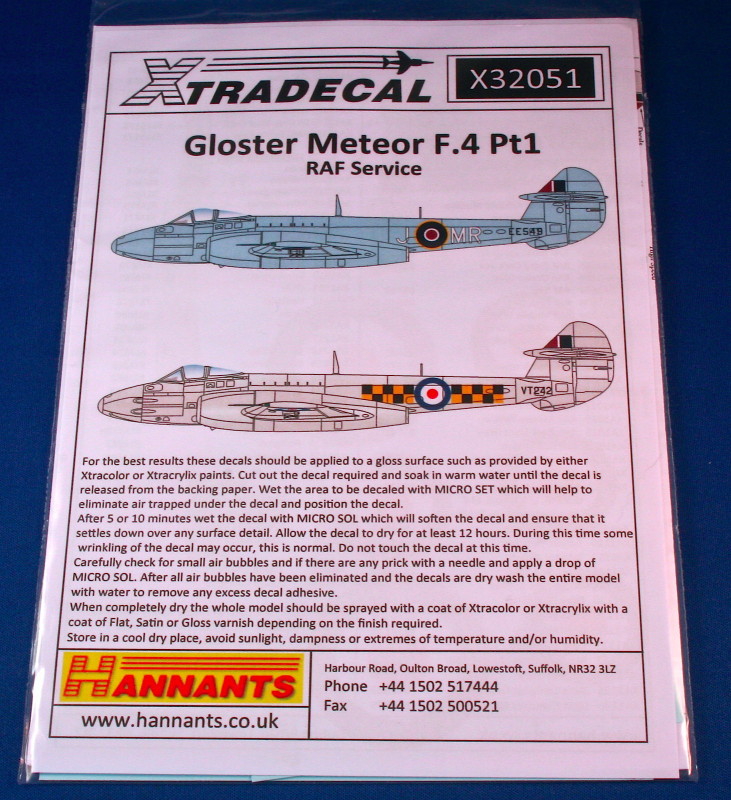 XTRADECAL
X32051
Gloster Meteor F.4 Pt1
RAF Service
J MR EE549
VT242
For the best results these decals should be applied to a gloss surface such as provided by either
Xtracolor or Xtracrylix paints. Cut out the decal required and soak in warm water until the decal is
released from the backing paper. Wet the area to be decaled with MICRO SET which will help to
eliminate air trapped under the decal and position the decal.
After 5 or 10 minutes wet the decal with MICRO SOL which will soften the decal and ensure that it
settles down over any surface detail. Allow the decal to dry for at least 12 hours. During this time some
wrinkling of the decal may occur, this is normal. Do not touch the decal at this time.
Carefully check for small air bubbles and if there are any prick with a needle and apply a drop of
MICRO SOL. After all air bubbles have been eliminated and the decals are dry wash the entire model
with water to remove any excess decal adhesive.
When completely dry the whole model should be sprayed with a coat of Xtracolor or Xtracrylix with a
coat of Flat, Satin or Gloss varnish depending on the finish required.
Store in a cool dry place, avoid sunlight, dampness or extremes of temperature and/or humidity.
HANNANTS
www.hannants.co.uk
Harbour Road, Oulton Broad, Lowestoft, Suffolk, NR32 3LZ
Phone +44 1502 517444
Fax +44 1502 500521